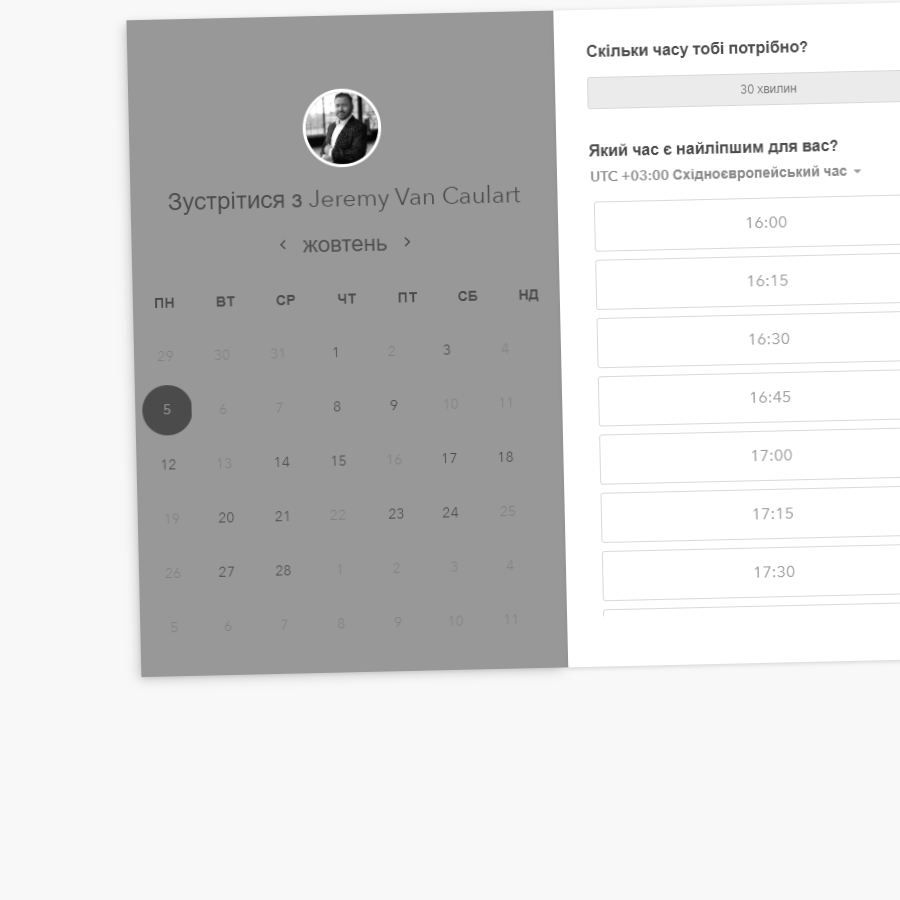 Зустрітися з Jeremy Van Caulart
жовтень
ПН ВТ СР ЧТ ПТ СБ НД
29 30 31 1 2 3 4
5 6 7 8 9 10 11
12 13 14 15 16 17 18
19 20 21 22 23 24 25
26 27 28 1 2 3 4
5 6 7 8 9 10 11
Скільки часу тобі потрібно?
30 хвилин
Який час є найліпшим для вас?
UTC +03:00 Східноєвропейський час
16:00
16:15
16:30
16:45
17:00
17:15
17:30